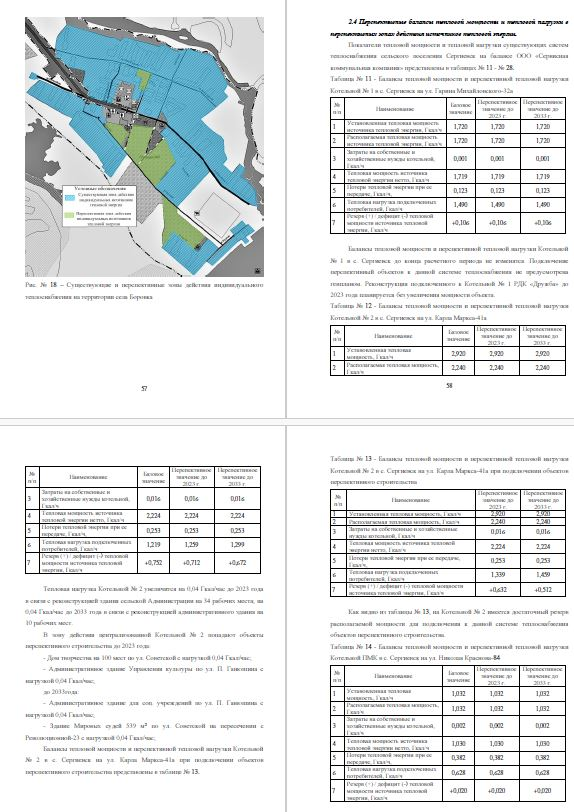 Условные обозначения
Существующая зона действия
индивидуальных источников
тепловой энергии
Перспективная зона действия
индивидуальных источников
тепловой энергии
Рис. № 18 – Существующие и перспективные зоны действия индивидуального
теплоснабжения на территории села Боровка
57
2.4 Перспективные балансы тепловой мощности и тепловой нагрузки в
перспективных зонах действия источников тепловой энергии.
Показатели тепловой мощности и тепловой нагрузки существующих систем
теплоснабжения сельского поселения Сергиевск на балансе ООО «Сервисная
коммунальная компания» представлены в таблицах № 11 - № 28.
Таблица № 11 - Балансы тепловой мощности и перспективной тепловой нагрузки
Котельной № 1 в с. Сергиевск на ул. Гарина Михайловского-32а
№ п/п Наименование Базовое значение Перспективное значение до 2023 г. Перспективное значение до 2033 г.
1 Установленная тепловая мощность источника тепловой энергии, Гкал/ч 1,720 1,720 1,720
2 Располагаемая тепловая мощность источника тепловой энергии, Гкал/ч 1,720 1,720 1,720
3 Затраты на собственные и хозяйственные нужды котельной, Гкал/ч 0,001 0,001 0,001
4 Тепловая мощность источника тепловой энергии нетто, Гкал/ч 1,719 1,719 1,719
5 Потери тепловой энергии при ее передаче, Гкал/ч 0,123 0,123 0,123
6 Тепловая нагрузка подключенных потребителей, Гкал/ч 1,490 1,490 1,490
7 Резерв (+) / дефицит (-) тепловой мощности источника тепловой энергии, Гкал/ч +0,106 +0,106 +0,106
Балансы тепловой мощности и перспективной тепловой нагрузки Котельной
№ 1 в с. Сергиевск до конца расчетного периода не изменятся. Подключение
перспективный объектов к данной системе теплоснабжения не предусмотрена
генпланом. Реконструкция подключенного к Котельной № 1 РДК «Дружба» до
2023 года планируется без увеличения мощности объекта.
Таблица № 12 - Балансы тепловой мощности и перспективной тепловой нагрузки
Котельной № 2 в с. Сергиевск на ул. Карла Маркса-41а
№ п/п Наименование Базовое значение Перспективное значение до 2023 г. Перспективное значение до 2033 г.
1 Установленная тепловая мощность, Гкал/ч 2,920 2,920 2,920
2 Располагаемая тепловая мощность, Гкал/ч 2,240 2,240 2,240
58
№ п/п Наименование Базовое значение Перспективное значение до 2023 г. Перспективное значение до 2033 г.
3 Затраты на собственные и хозяйственные нужды котельной, Гкал/ч 0,016 0,016 0,016
4 Тепловая мощность источника тепловой энергии нетто, Гкал/ч 2,224 2,224 2,224
5 Потери тепловой энергии при ее передаче, Гкал/ч 0,253 0,253 0,253
6 Тепловая нагрузка подключенных потребителей, Гкал/ч 1,219 1,259 1,299
7 Резерв (+) / дефицит (-) тепловой мощности источника тепловой энергии, Гкал/ч +0,752 +0,712 +0,672
Тепловая нагрузка Котельной № 2 увеличится на 0,04 Гкал/час до 2023 года
в связи с реконструкцией здания сельской Администрации на 34 рабочих места, на
0,04 Гкал/час до 2033 года в связи с реконструкцией административного здания на
10 рабочих мест.
В зону действия централизованной Котельной № 2 попадают объекты
перспективного строительства до 2023 года:
- Дом творчества на 100 мест по ул. Советской с нагрузкой 0,04 Гкал/час;
- Административное здание Управления культуры по ул. П. Ганюшина с
нагрузкой 0,04 Гкал/час,
до 2033года:
- Административное здание для соц. учреждений по ул. П. Ганюшина с
нагрузкой 0,04 Гкал/час;
- Здание Мировых судей 539 м² по ул. Советской на пересечении с
Революционной-23 с нагрузкой 0,04 Гкал/час;
Балансы тепловой мощности и перспективной тепловой нагрузки Котельной
№ 2 в с. Сергиевск на ул. Карла Маркса-41а при подключении объектов
перспективного строительства представлены в таблице № 13.
Таблица № 13 - Балансы тепловой мощности и перспективной тепловой нагрузки
Котельной № 2 в с. Сергиевск на ул. Карла Маркса-41а при подключении объектов
перспективного строительства
№ п/п Наименование Перспективное значение до 2023 г. Перспективное значение до 2033 г.
1 Установленная тепловая мощность, Гкал/ч 2,920 2,920
2 Располагаемая тепловая мощность, Гкал/ч 2,240 2,240
3 Затраты на собственные и хозяйственные нужды котельной, Гкал/ч 0,016 0,016
4 Тепловая мощность источника тепловой энергии нетто, Гкал/ч 2,224 2,224
5 Потери тепловой энергии при ее передаче, Гкал/ч 0,253 0,253
6 Тепловая нагрузка подключенных потребителей, Гкал/ч 1,339 1,459
7 Резерв (+) / дефицит (-) тепловой мощности источника тепловой энергии, Гкал/ч +0,632 +0,512
Как видно из таблицы № 13, на Котельной № 2 имеется достаточный резерв
располагаемой мощности для подключения к данной системе теплоснабжения
объектов перспективного строительства.
Таблица № 14 - Балансы тепловой мощности и перспективной тепловой нагрузки
Котельной ПМК в с. Сергиевск на ул. Николая Краснова-84
№ п/п Наименование Базовое значение Перспективное значение до 2023 г. Перспективное значение до 2033 г.
1 Установленная тепловая мощность, Гкал/ч 1,032 1,032 1,032
2 Располагаемая тепловая мощность, Гкал/ч 1,032 1,032 1,032
3 Затраты на собственные и хозяйственные нужды котельной, Гкал/ч 0,002 0,002 0,002
4 Тепловая мощность источника тепловой энергии нетто, Гкал/ч 1,030 1,030 1,030
5 Потери тепловой энергии при ее передаче, Гкал/ч 0,382 0,382 0,382
6 Тепловая нагрузка подключенных потребителей, Гкал/ч 0,628 0,628 0,628
7 Резерв (+) / дефицит (-) тепловой мощности источника тепловой энергии, Гкал/ч +0,020 +0,020 +0,020